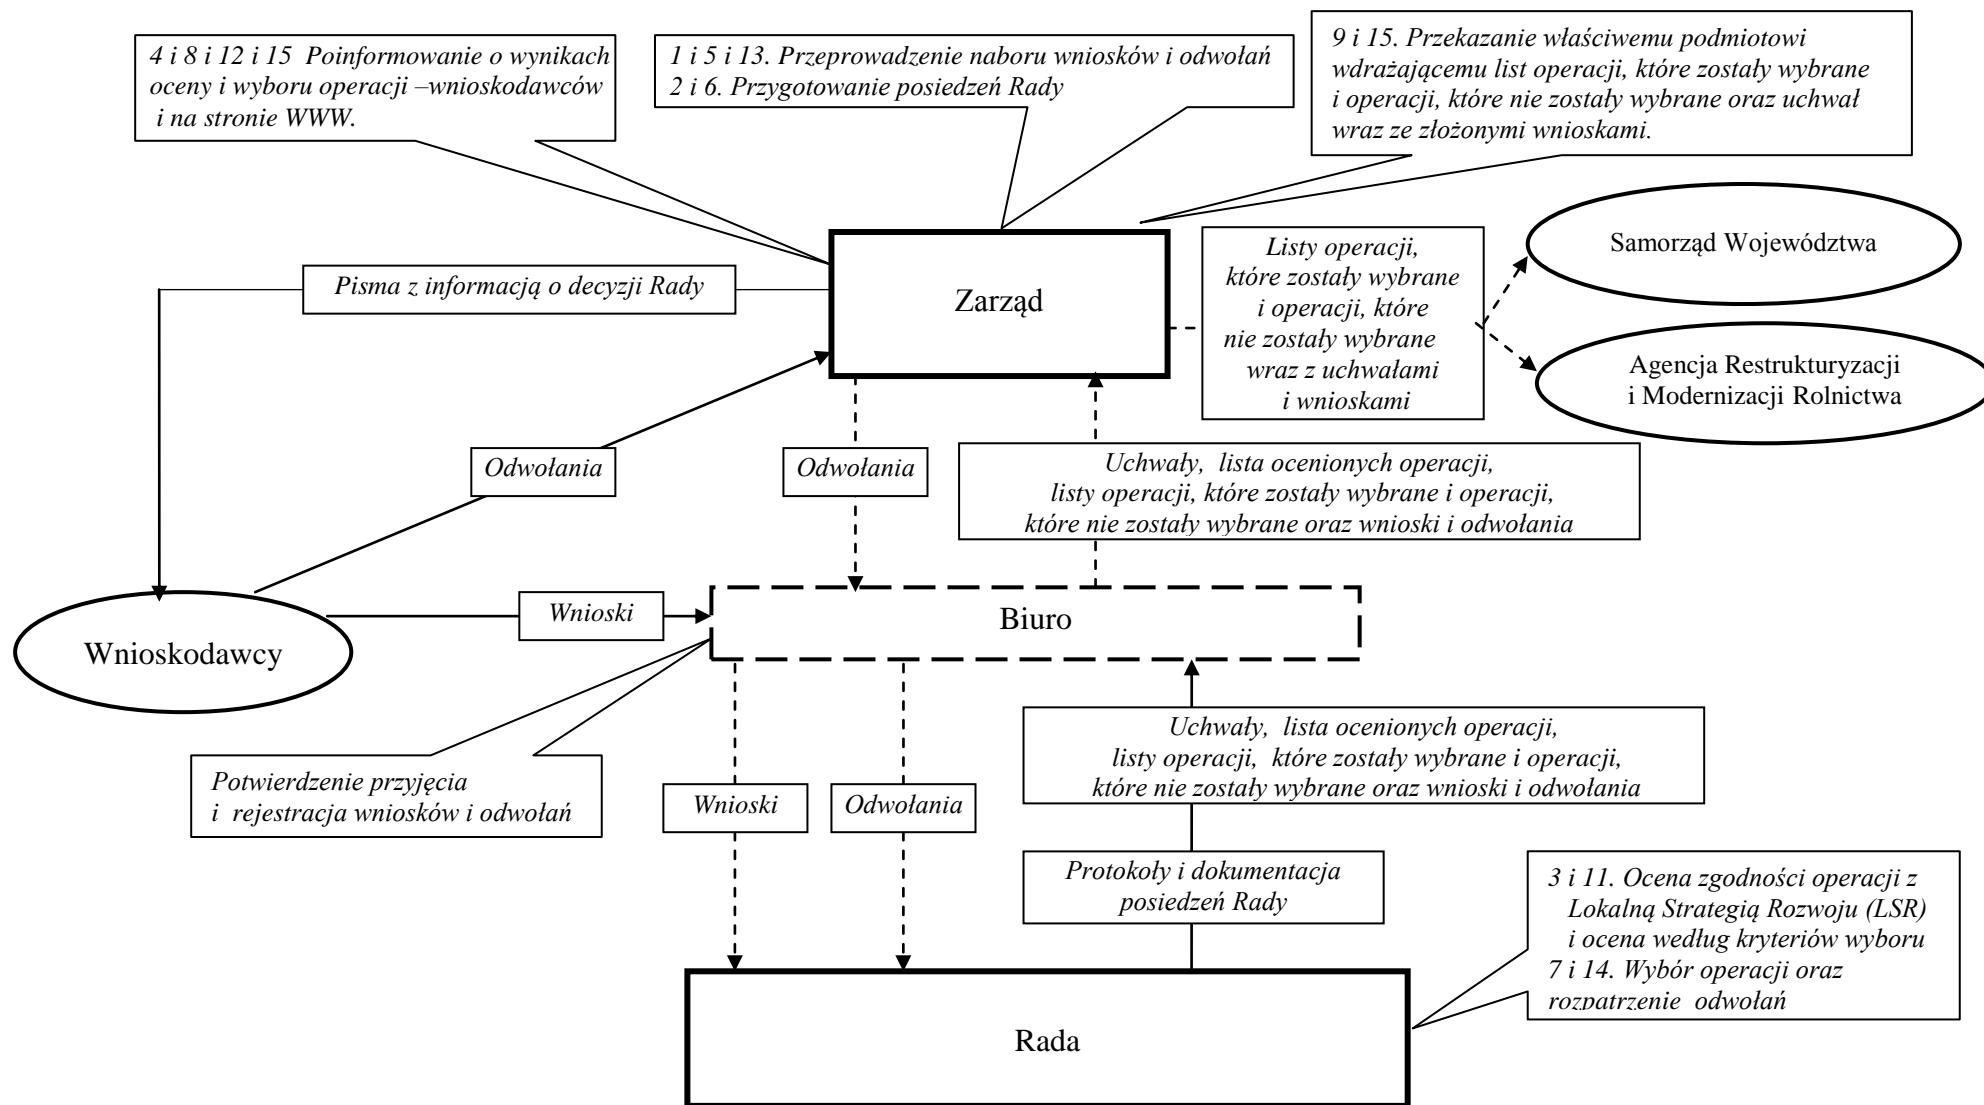 4 i 8 i 12 i 15  Poinformowanie o wynikach
oceny i wyboru operacji –wnioskodawców
i na stronie WWW.
1 i 5 i 13. Przeprowadzenie naboru wniosków i odwołań
2 i 6. Przygotowanie posiedzeń Rady
9 i 15. Przekazanie właściwemu podmiotowi
wdrażającemu list operacji, które zostały wybrane
i operacji, które nie zostały wybrane oraz uchwał
wraz ze złożonymi wnioskami.
Pisma z informacją o decyzji Rady
Zarząd
Listy operacji,
które zostały wybrane
i operacji, które
nie zostały wybrane
wraz z uchwałami
i wnioskami
Samorząd Województwa
Agencja Restrukturyzacji
i Modernizacji Rolnictwa
Odwołania
Odwołania
Uchwały,  lista ocenionych operacji,
listy operacji, które zostały wybrane i operacji,
które nie zostały wybrane oraz wnioski i odwołania
Wnioskodawcy
Wnioski
Biuro
Potwierdzenie przyjęcia
i  rejestracja wniosków i odwołań
Wnioski
Odwołania
Uchwały,  lista ocenionych operacji,
listy operacji,  które zostały wybrane i operacji,
które nie zostały wybrane oraz wnioski i odwołania
Protokoły i dokumentacja
posiedzeń Rady
3 i 11. Ocena zgodności operacji z
Lokalną Strategią Rozwoju (LSR)
i ocena według kryteriów wyboru
7 i 14. Wybór operacji oraz
rozpatrzenie  odwołań
Rada